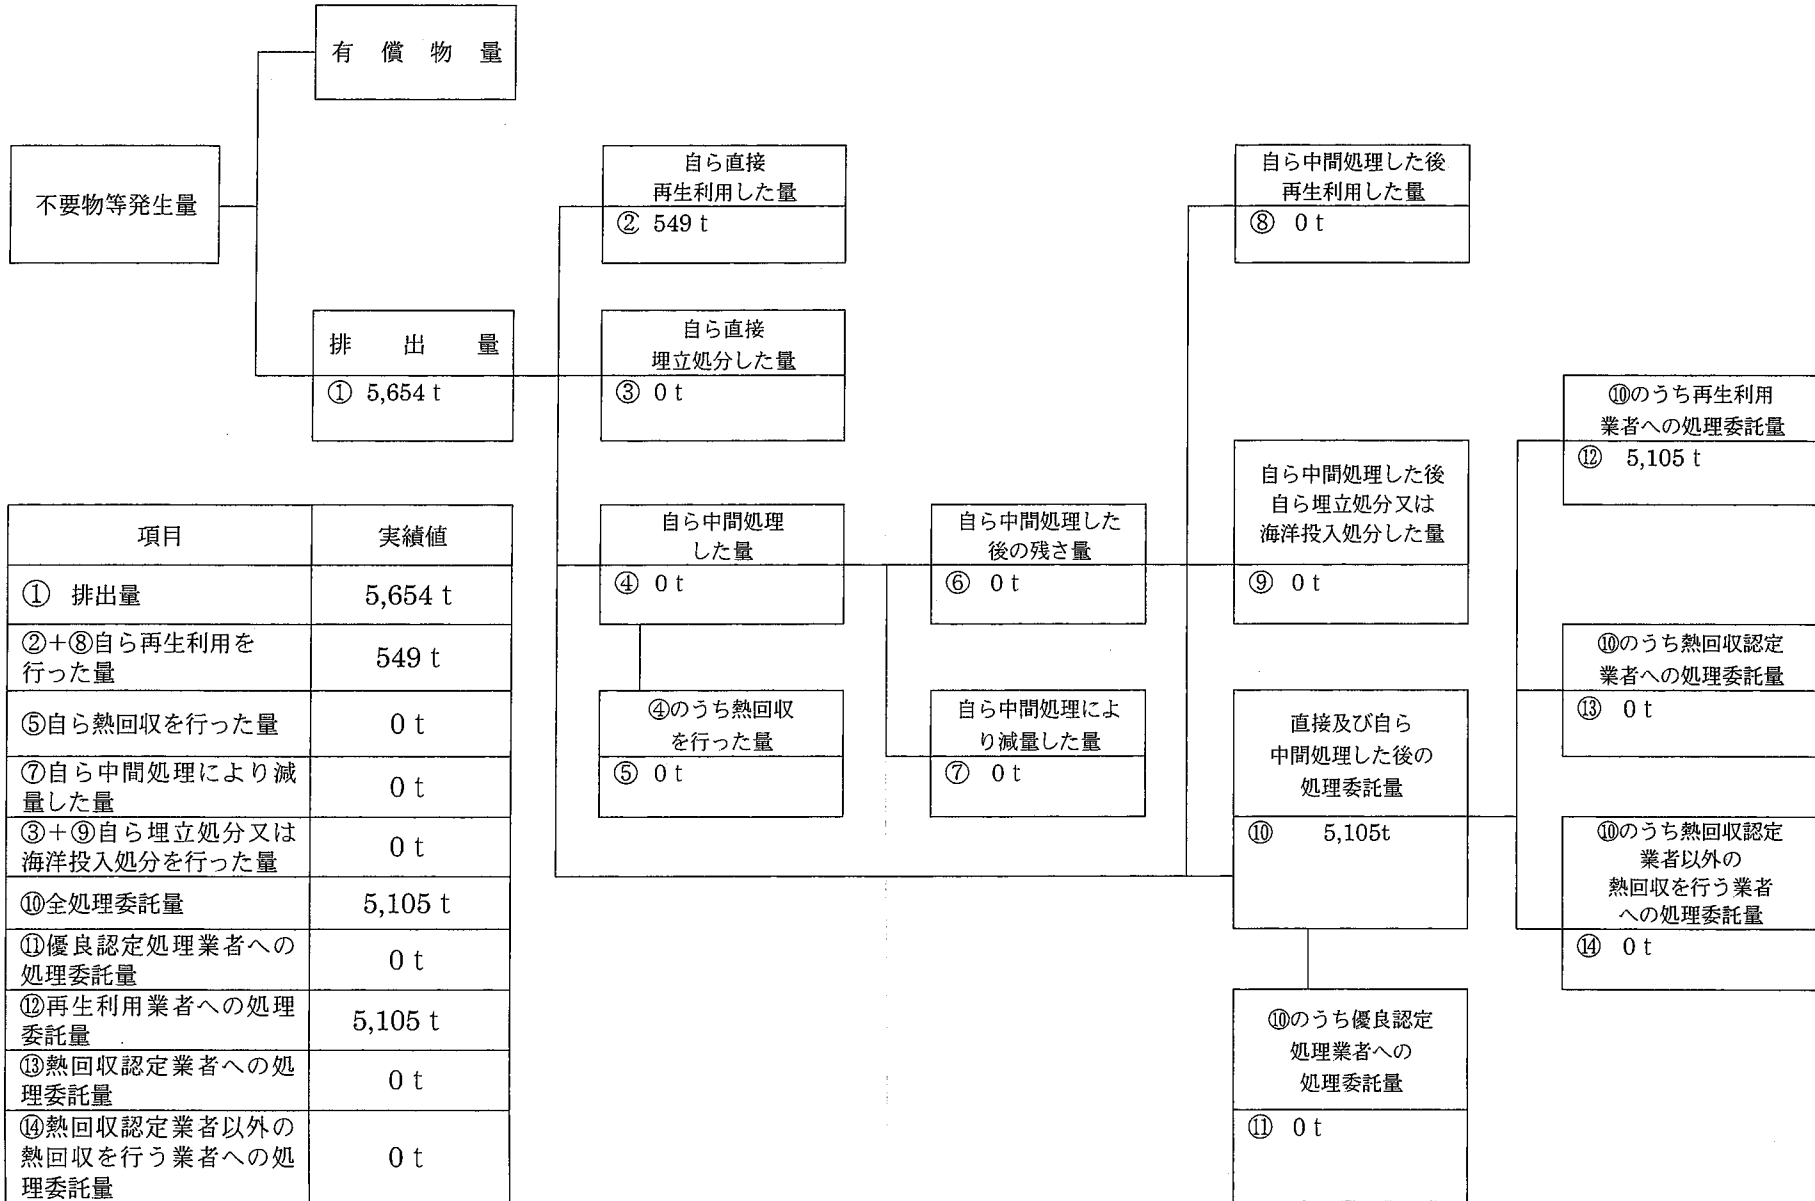 有償物量
不要物等発生量
自ら直接
再生利用した量
② 549 t
自ら中間処理した後
再生利用した量
⑧ 0 t
排出量
① 5,654 t
自ら直接
埋立処分した量
③ 0 t
⑩のうち再生利用
業者への処理委託量
⑫ 5,105 t
自ら中間処理
した量
④ 0 t
自ら中間処理した
後の残さ量
⑥ 0 t
自ら中間処理した後
自ら埋立処分又は
海洋投入処分した量
⑨ 0 t
⑩のうち熱回収認定
業者への処理委託量
⑬ 0 t
④のうち熱回収
を行った量
⑤ 0 t
自ら中間処理によ
り減量した量
⑦ 0 t
直接及び自ら
中間処理した後の
処理委託量
⑩ 5,105t
⑩のうち熱回収認定
業者以外の
熱回収を行う業者
への処理委託量
⑭ 0 t
⑩のうち優良認定
処理業者への
処理委託量
⑪ 0 t
項目 実績値
① 排出量 5,654 t
②+⑧自ら再生利用を
行った量 549 t
⑤自ら熱回収を行った量 0 t
⑦自ら中間処理により減
量した量 0 t
③+⑨自ら埋立処分又は
海洋投入処分を行った量 0 t
⑩全処理委託量 5,105 t
⑪優良認定処理業者への
処理委託量 0 t
⑫再生利用業者への処理
委託量 5,105 t
⑬熱回収認定業者への処
理委託量 0 t
⑭熱回収認定業者以外の
熱回収を行う業者への処
理委託量 0 t